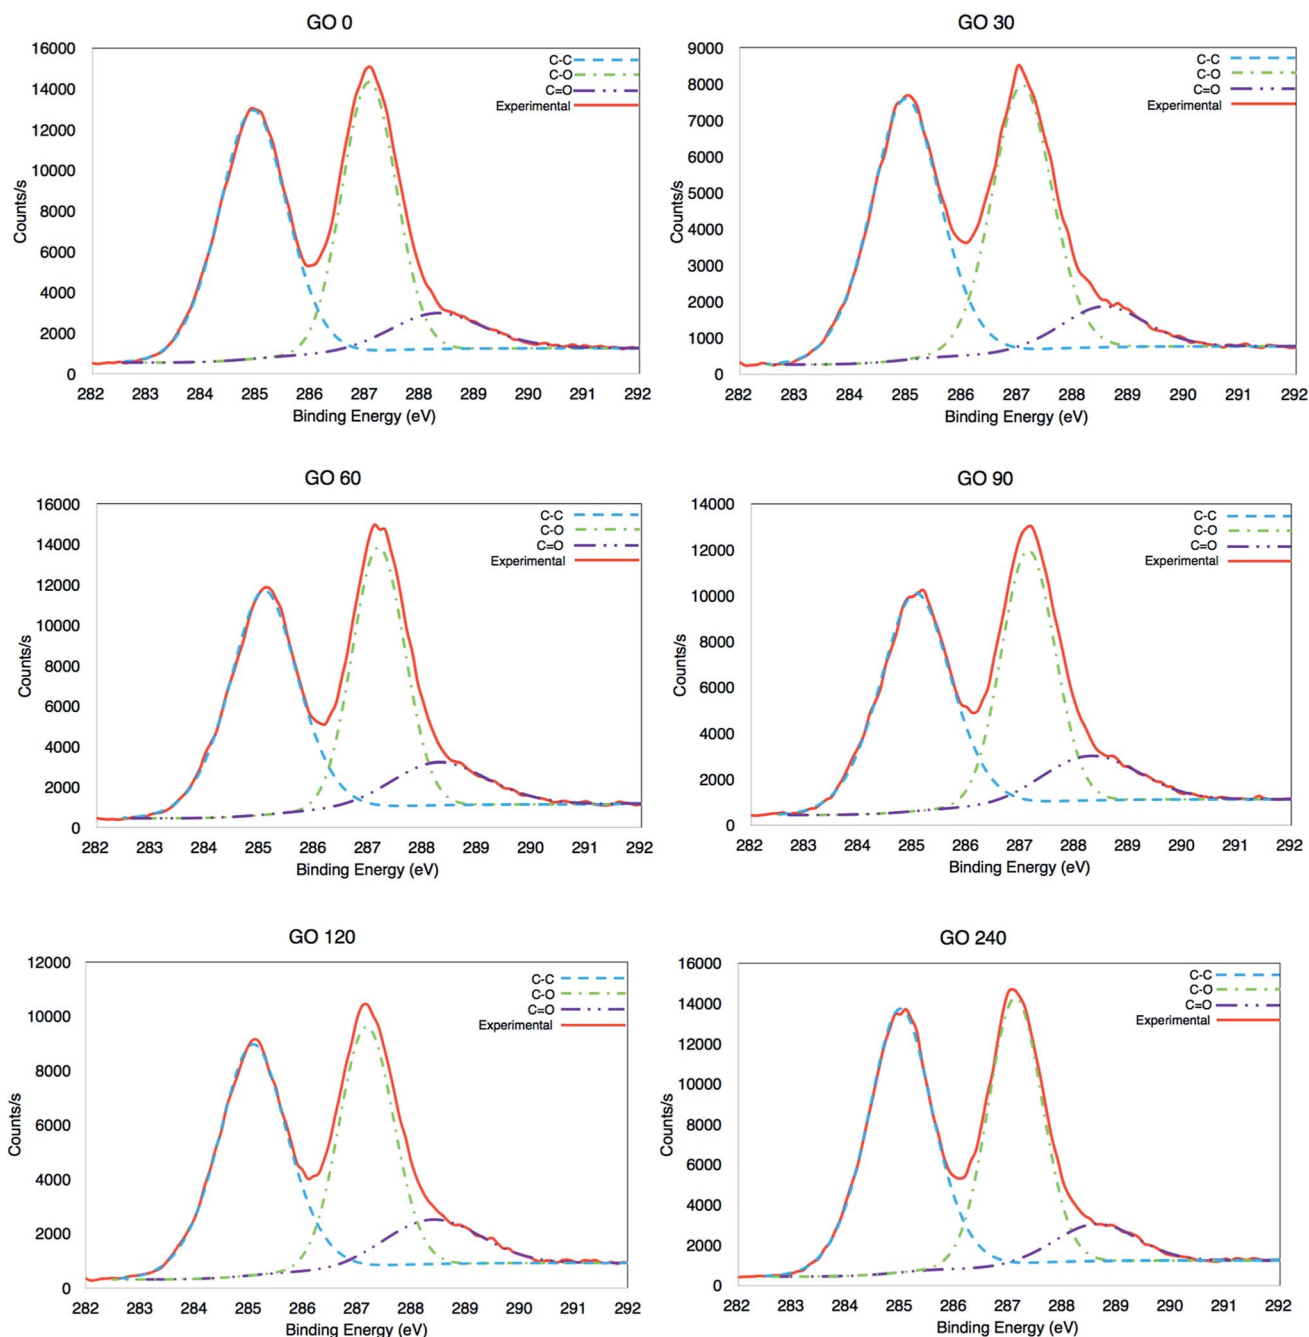 GO 0
16000
14000
12000
10000
8000
6000
4000
2000
0
Counts/s
C-C
C-O
C=O
Experimental
282 283 284 285 286 287 288 289 290 291 292
Binding Energy (eV)
GO 30
9000
8000
7000
6000
5000
4000
3000
2000
1000
0
Counts/s
C-C
C-O
C=O
Experimental
282 283 284 285 286 287 288 289 290 291 292
Binding Energy (eV)
GO 60
16000
14000
12000
10000
8000
6000
4000
2000
0
Counts/s
C-C
C-O
C=O
Experimental
282 283 284 285 286 287 288 289 290 291 292
Binding Energy (eV)
GO 90
14000
12000
10000
8000
6000
4000
2000
0
Counts/s
C-C
C-O
C=O
Experimental
282 283 284 285 286 287 288 289 290 291 292
Binding Energy (eV)
GO 120
12000
10000
8000
6000
4000
2000
0
Counts/s
C-C
C-O
C=O
Experimental
282 283 284 285 286 287 288 289 290 291 292
Binding Energy (eV)
GO 240
16000
14000
12000
10000
8000
6000
4000
2000
0
Counts/s
C-C
C-O
C=O
Experimental
282 283 284 285 286 287 288 289 290 291 292
Binding Energy (eV)